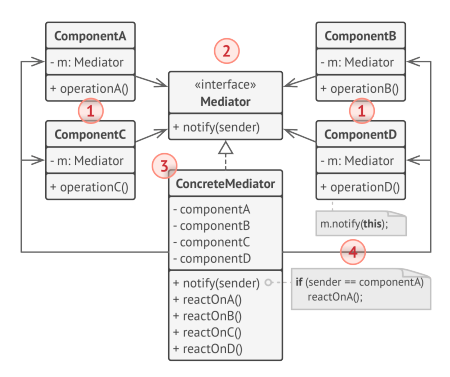 ComponentA
- m: Mediator
+ operationA()
ComponentB
- m: Mediator
+ operationB()
1
2
1
«interface»
Mediator
+ notify(sender)
ComponentC
- m: Mediator
+ operationC()
ComponentD
- m: Mediator
+ operationD()
m.notify(this);
3
ConcreteMediator
- componentA
- componentB
- componentC
- componentD
+ notify(sender)
+ reactOnA()
+ reactOnB()
+ reactOnC()
+ reactOnD()
4
if (sender == componentA)
reactOnA();